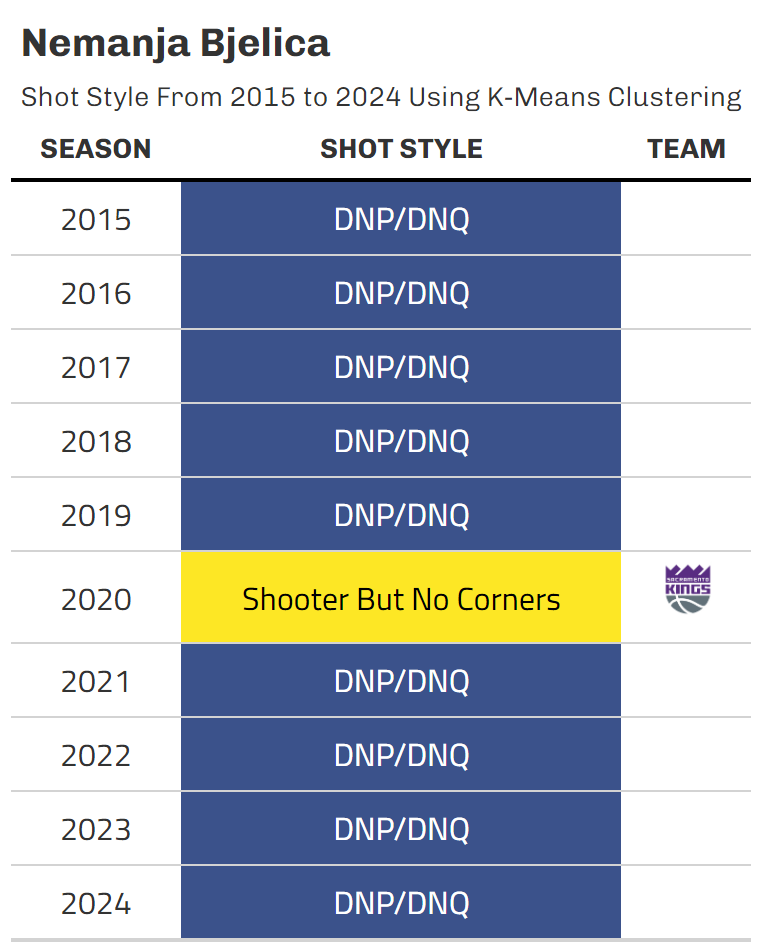 Nemanja Bjelica
Shot Style From 2015 to 2024 Using K-Means Clustering
SEASON SHOT STYLE TEAM
2015 DNP/DNQ
2016 DNP/DNQ
2017 DNP/DNQ
2018 DNP/DNQ
2019 DNP/DNQ
2020 Shooter But No Corners SACRAMENTO KINGS
2021 DNP/DNQ
2022 DNP/DNQ
2023 DNP/DNQ
2024 DNP/DNQ